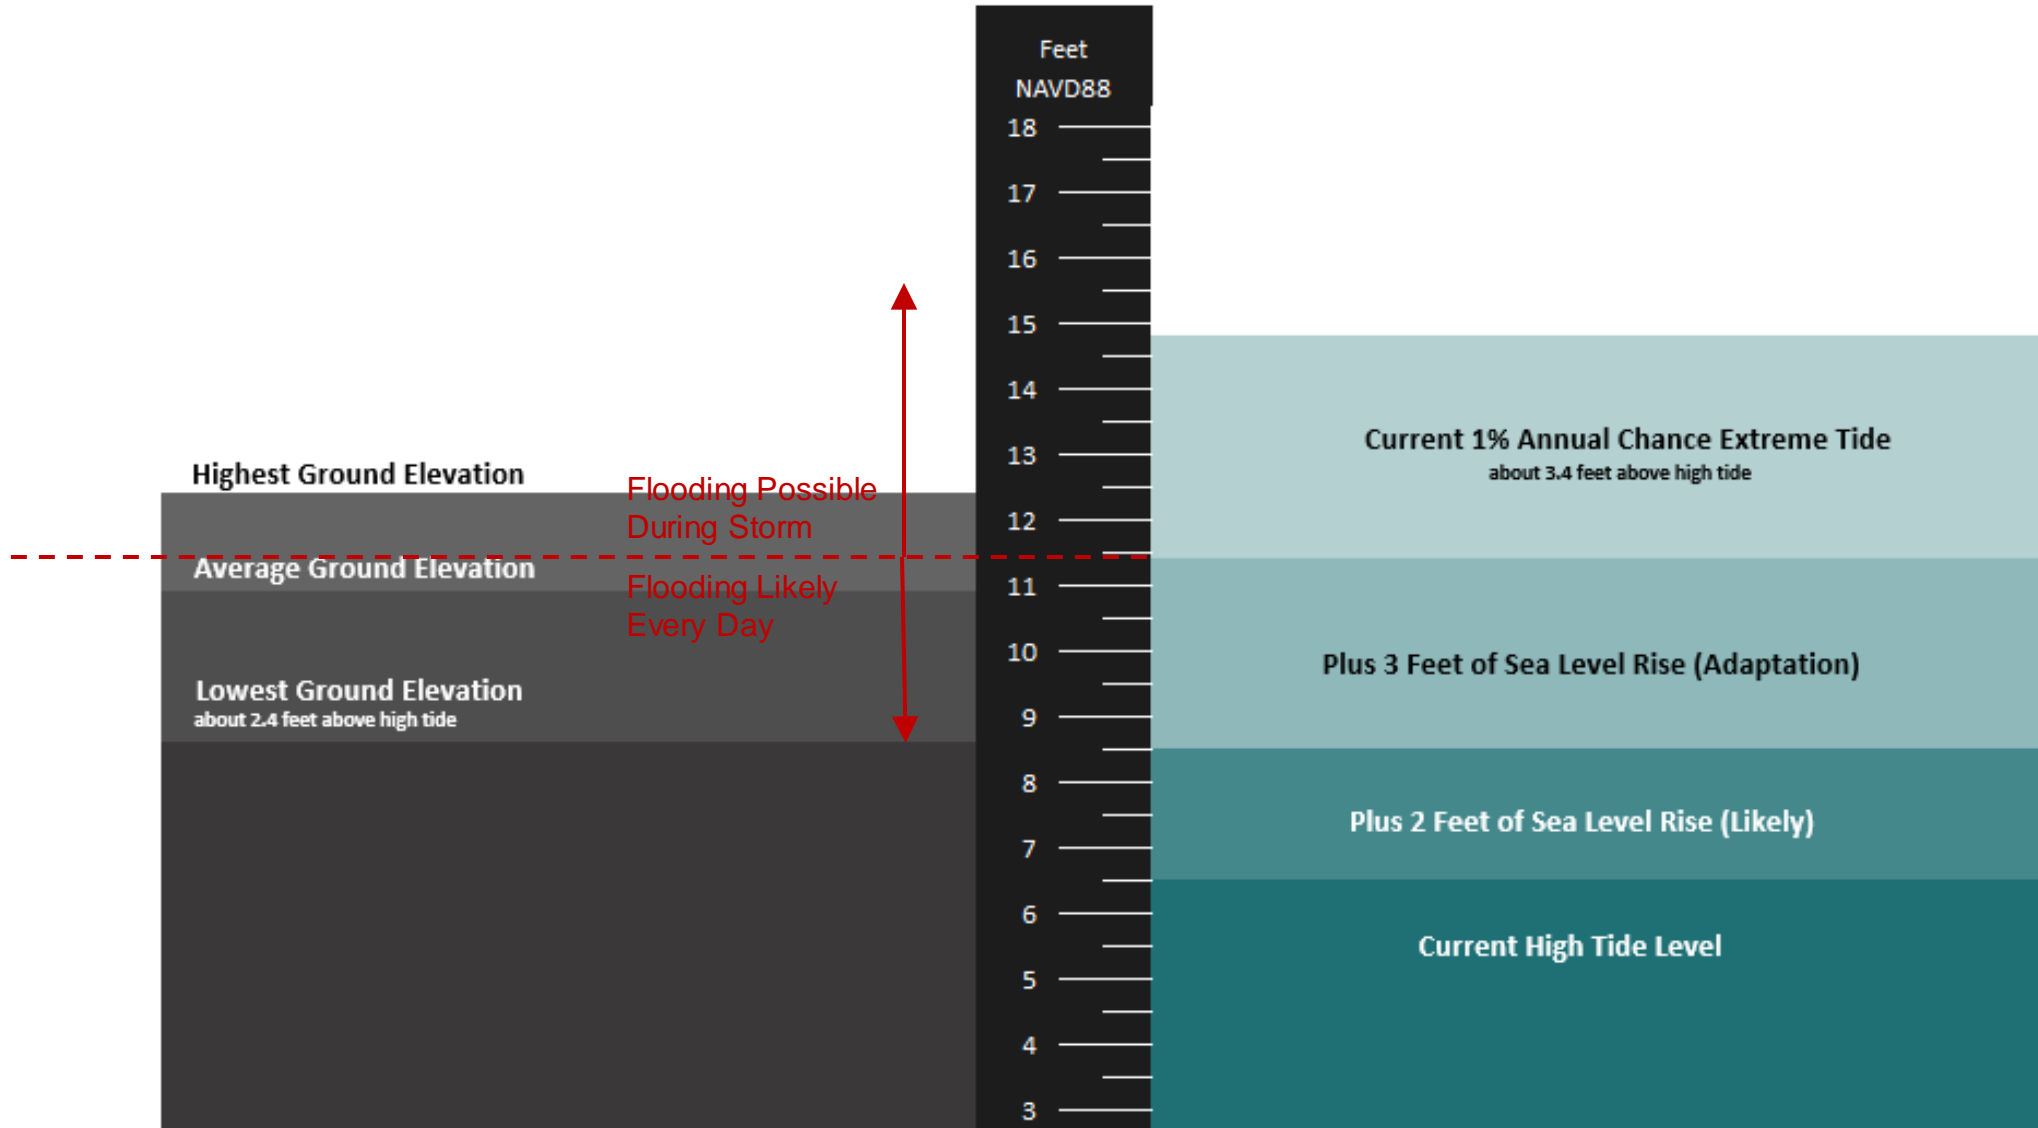 Feet
NAVD88
18
17
16
15
14
13
12
11
10
9
8
7
6
5
4
3
Highest Ground Elevation
Average Ground Elevation
Lowest Ground Elevation
about 2.4 feet above high tide
Flooding Possible
During Storm
Flooding Likely
Every Day
Current 1% Annual Chance Extreme Tide
about 3.4 feet above high tide
Plus 3 Feet of Sea Level Rise (Adaptation)
Plus 2 Feet of Sea Level Rise (Likely)
Current High Tide Level